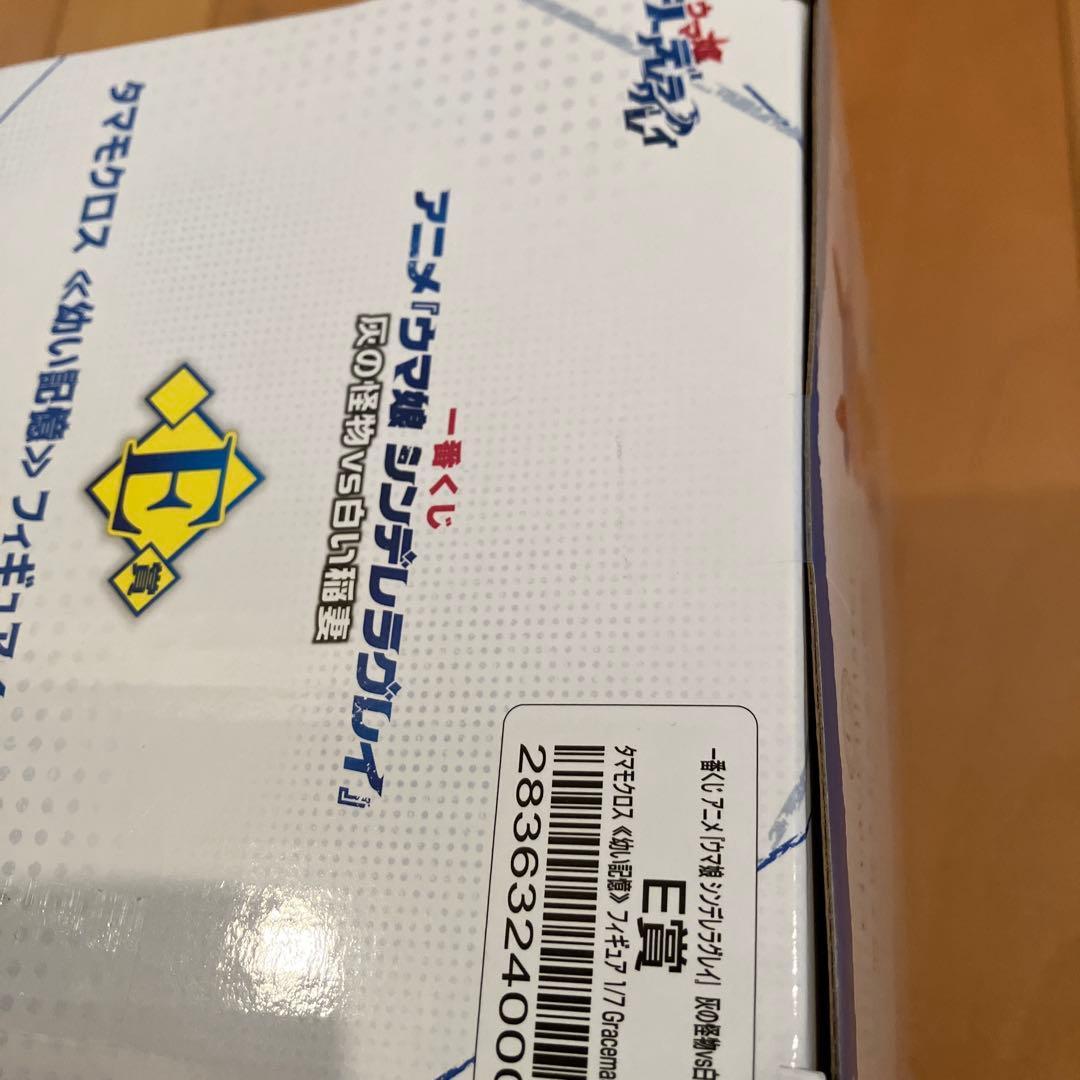 ウマ娘
シンデレラグレイ
一番くじ
アニメ『ウマ娘 シンデレラグレイ』
灰の怪物vs白い稲妻
E賞
タマモクロス《幼い記憶》フィギュア
一番くじ アニメ「ウマ娘 シンデレラグレイ」 灰の怪物vs白
E賞
タマモクロス《幼い記憶》フィギュア 1/7 Gracema
283632400